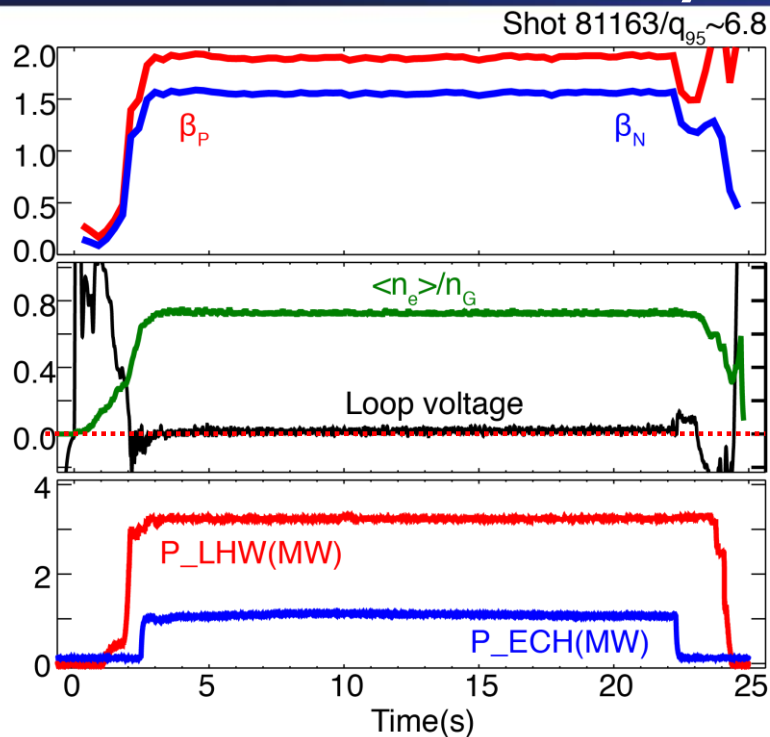 Shot 81163/q95~6.8
2.0
1.5
1.0
0.5
0.0
βP
βN
0.8
0.4
0.0
<ne>/nG
Loop voltage
4
2
0
P_LHW(MW)
P_ECH(MW)
0 5 10 15 20 25
Time(s)